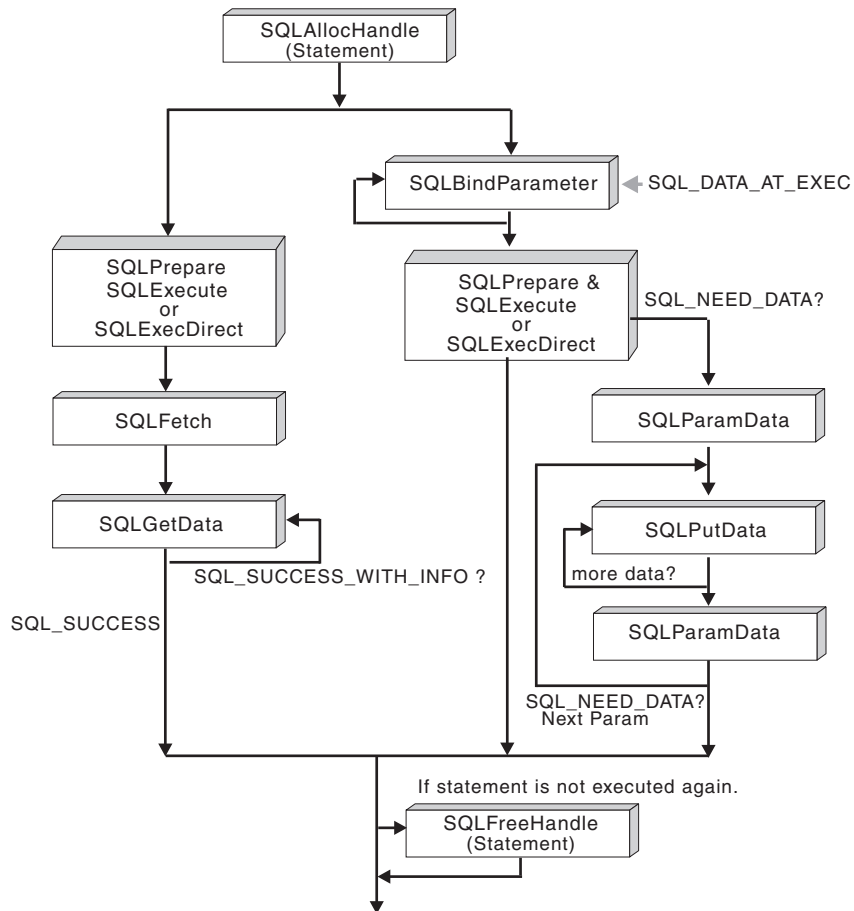 SQLAllocHandle
(Statement)
SQLBindParameter
SQL_DATA_AT_EXEC
SQLPrepare
SQLExecute
or
SQLExecDirect
SQLPrepare &
SQLExecute
or
SQLExecDirect
SQL_NEED_DATA?
SQLFetch
SQLParamData
SQLGetData
SQLPutData
SQL_SUCCESS_WITH_INFO ?
more data?
SQL_SUCCESS
SQLParamData
SQL_NEED_DATA?
Next Param
If statement is not executed again.
SQLFreeHandle
(Statement)